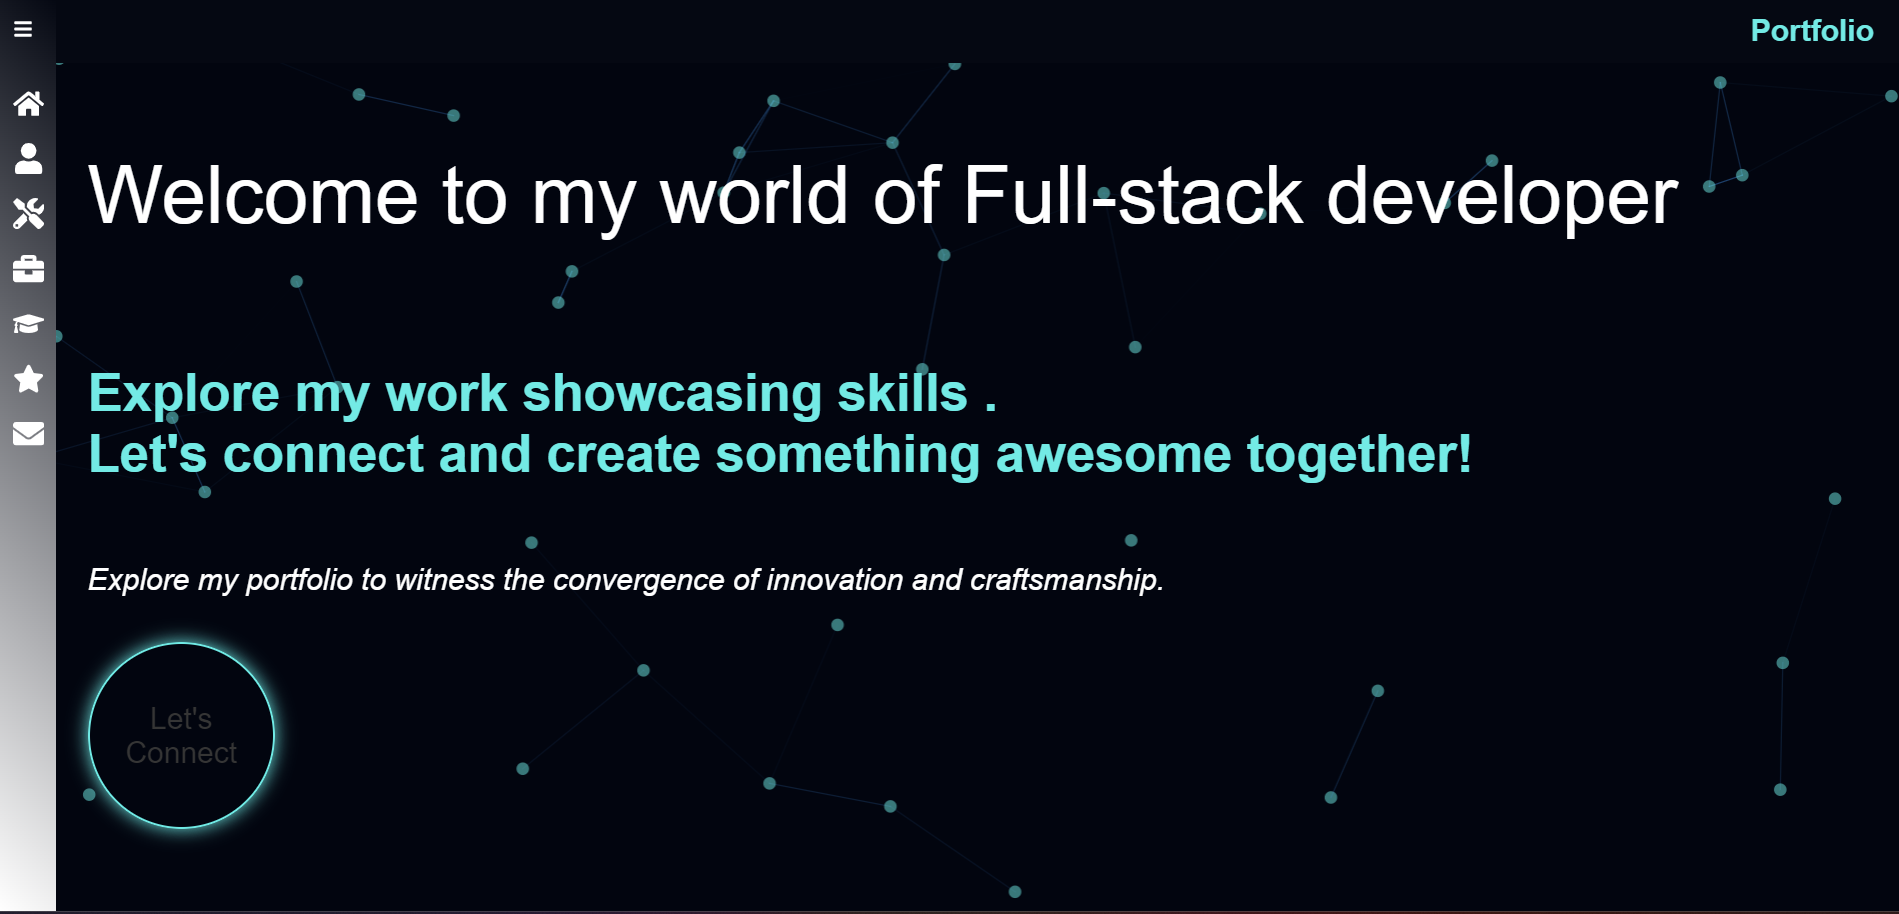 Portfolio
Welcome to my world of Full-stack developer
Explore my work showcasing skills .
Let's connect and create something awesome together!
Explore my portfolio to witness the convergence of innovation and craftsmanship.
Let's
Connect